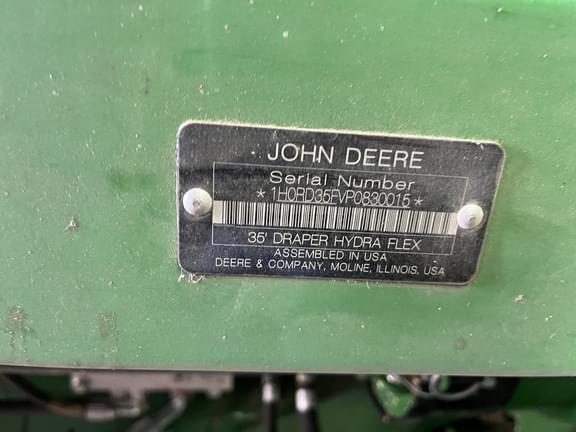 JOHN DEERE
Serial Number
*1H0RD35FVP0830015*
35' DRAPER HYDRA FLEX
ASSEMBLED IN USA
DEERE & COMPANY, MOLINE, ILLINOIS, USA